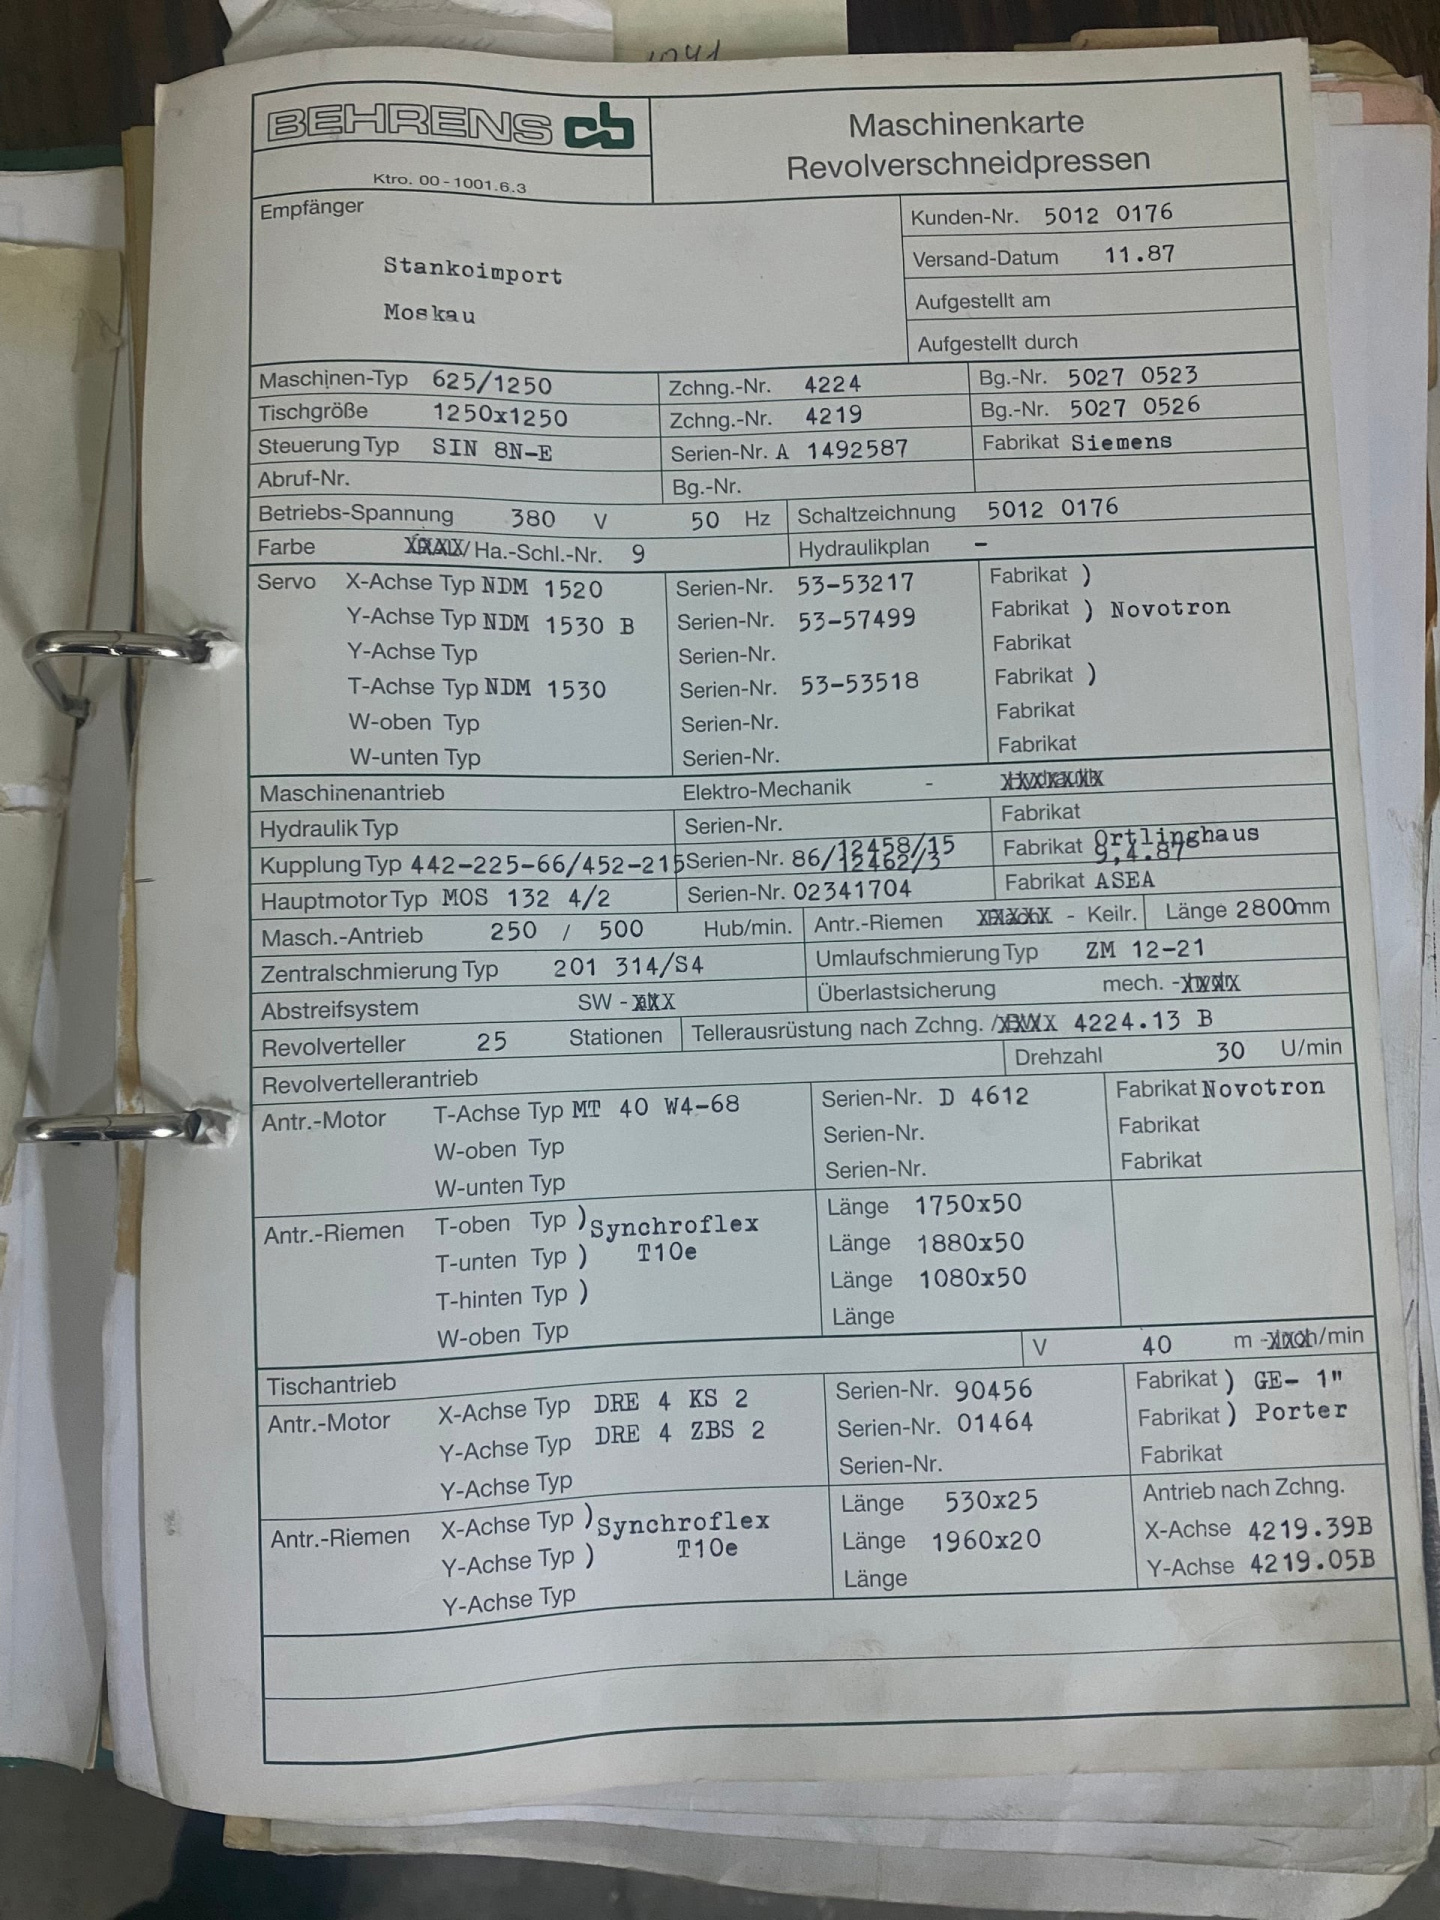 1041
BEHRENS cb
Maschinenkarte
Revolverschneidpressen
Ktro. 00-1001.6.3
Empfänger
Stankoimport
Moskau
Kunden-Nr. 5012 0176
Versand-Datum 11.87
Aufgestellt am
Aufgestellt durch
Maschinen-Typ 625/1250 Zchng.-Nr. 4224 Bg.-Nr. 5027 0523
Tischgröße 1250x1250 Zchng.-Nr. 4219 Bg.-Nr. 5027 0526
Steuerung Typ SIN 8N-E Serien-Nr. A 1492587 Fabrikat Siemens
Abruf-Nr. Bg.-Nr.
Betriebs-Spannung 380 V 50 Hz Schaltzeichnung 5012 0176
Farbe /Ha.-Schl.-Nr. 9 Hydraulikplan -
Servo X-Achse Typ NDM 1520 Serien-Nr. 53-53217 Fabrikat )
Y-Achse Typ NDM 1530 B Serien-Nr. 53-57499 Fabrikat ) Novotron
Y-Achse Typ Serien-Nr. Fabrikat
T-Achse Typ NDM 1530 Serien-Nr. 53-53518 Fabrikat )
W-oben Typ Serien-Nr. Fabrikat
W-unten Typ Serien-Nr. Fabrikat
Maschinenantrieb Elektro-Mechanik -
Hydraulik Typ Serien-Nr. Fabrikat
Kupplung Typ 442-225-66/452-215 Serien-Nr. 86/12458/15 Fabrikat Ortlinghaus
12462/3 9.4.87
Hauptmotor Typ MOS 132 4/2 Serien-Nr. 02341704 Fabrikat ASEA
Masch.-Antrieb 250 / 500 Hub/min. Antr.-Riemen - Keilr. Länge 2800mm
Zentralschmierung Typ 201 314/S4 Umlaufschmierung Typ ZM 12-21
Abstreifsystem SW - Überlastsicherung mech. -
Revolverteller 25 Stationen Tellerausrüstung nach Zchng. / 4224.13 B
Revolvertellerantrieb Drehzahl 30 U/min
Antr.-Motor T-Achse Typ MT 40 W4-68 Serien-Nr. D 4612 Fabrikat Novotron
W-oben Typ Serien-Nr. Fabrikat
W-unten Typ Serien-Nr. Fabrikat
Antr.-Riemen T-oben Typ ) Synchroflex Länge 1750x50
T-unten Typ ) T10e Länge 1880x50
T-hinten Typ ) Länge 1080x50
W-oben Typ Länge
Tischantrieb V 40 m - /min
Antr.-Motor X-Achse Typ DRE 4 KS 2 Serien-Nr. 90456 Fabrikat ) GE- 1"
Y-Achse Typ DRE 4 ZBS 2 Serien-Nr. 01464 Fabrikat ) Porter
Y-Achse Typ Serien-Nr. Fabrikat
Antr.-Riemen X-Achse Typ ) Synchroflex Länge 530x25 Antrieb nach Zchng.
Y-Achse Typ ) T10e Länge 1960x20 X-Achse 4219.39B
Y-Achse Typ Länge Y-Achse 4219.05B